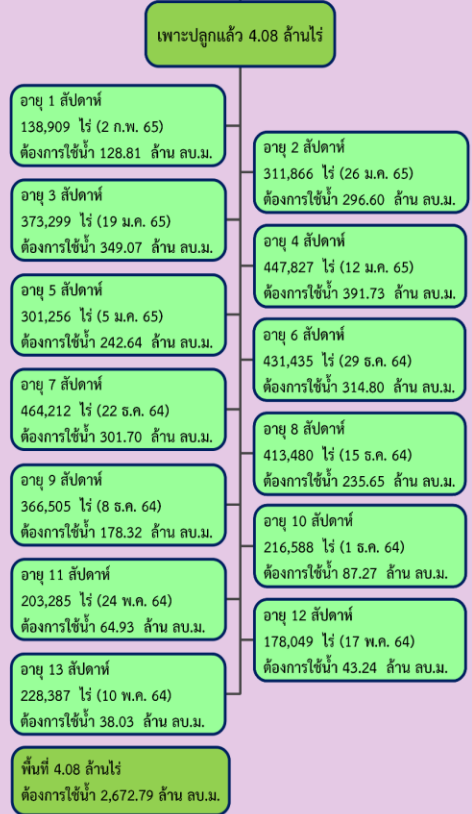 เพาะปลูกแล้ว 4.08 ล้านไร่
อายุ 1 สัปดาห์
138,909 ไร่ (2 ก.พ. 65)
ต้องการใช้น้ำ 128.81 ล้าน ลบ.ม.
อายุ 2 สัปดาห์
311,866 ไร่ (26 ม.ค. 65)
ต้องการใช้น้ำ 296.60 ล้าน ลบ.ม.
อายุ 3 สัปดาห์
373,299 ไร่ (19 ม.ค. 65)
ต้องการใช้น้ำ 349.07 ล้าน ลบ.ม.
อายุ 4 สัปดาห์
447,827 ไร่ (12 ม.ค. 65)
ต้องการใช้น้ำ 391.73 ล้าน ลบ.ม.
อายุ 5 สัปดาห์
301,256 ไร่ (5 ม.ค. 65)
ต้องการใช้น้ำ 242.64 ล้าน ลบ.ม.
อายุ 6 สัปดาห์
431,435 ไร่ (29 ธ.ค. 64)
ต้องการใช้น้ำ 314.80 ล้าน ลบ.ม.
อายุ 7 สัปดาห์
464,212 ไร่ (22 ธ.ค. 64)
ต้องการใช้น้ำ 301.70 ล้าน ลบ.ม.
อายุ 8 สัปดาห์
413,480 ไร่ (15 ธ.ค. 64)
ต้องการใช้น้ำ 235.65 ล้าน ลบ.ม.
อายุ 9 สัปดาห์
366,505 ไร่ (8 ธ.ค. 64)
ต้องการใช้น้ำ 178.32 ล้าน ลบ.ม.
อายุ 10 สัปดาห์
216,588 ไร่ (1 ธ.ค. 64)
ต้องการใช้น้ำ 87.27 ล้าน ลบ.ม.
อายุ 11 สัปดาห์
203,285 ไร่ (24 พ.ค. 64)
ต้องการใช้น้ำ 64.93 ล้าน ลบ.ม.
อายุ 12 สัปดาห์
178,049 ไร่ (17 พ.ค. 64)
ต้องการใช้น้ำ 43.24 ล้าน ลบ.ม.
อายุ 13 สัปดาห์
228,387 ไร่ (10 พ.ค. 64)
ต้องการใช้น้ำ 38.03 ล้าน ลบ.ม.
พื้นที่ 4.08 ล้านไร่
ต้องการใช้น้ำ 2,672.79 ล้าน ลบ.ม.